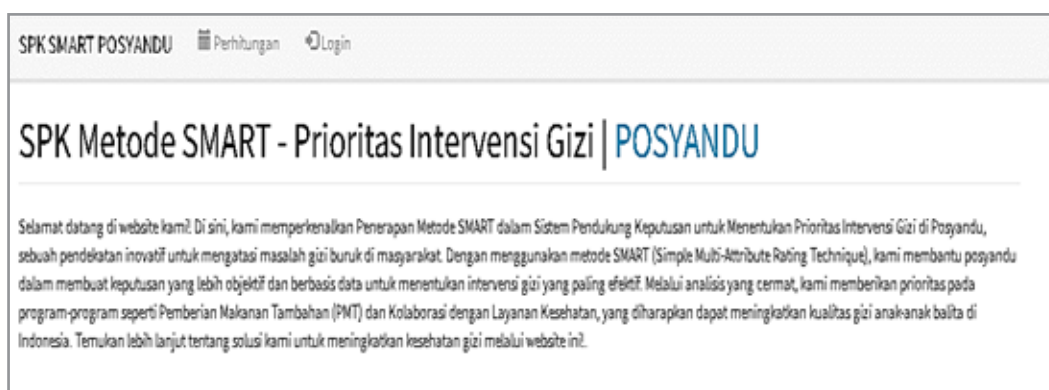 SPK SMART POSYANDU Perhitungan Login
SPK Metode SMART - Prioritas Intervensi Gizi | POSYANDU
Selamat datang di website kami!. Di sini, kami memperkenalkan Penerapan Metode SMART dalam Sistem Pendukung Keputusan untuk Menentukan Prioritas Intervensi Gizi di Posyandu,
sebuah pendekatan inovatif untuk mengatasi masalah gizi buruk di masyarakat. Dengan menggunakan metode SMART (Simple Multi-Attribute Rating Technique), kami membantu posyandu
dalam membuat keputusan yang lebih objektif dan berbasis data untuk menentukan intervensi gizi yang paling efektif. Melalui analisis yang cermat, kami memberikan prioritas pada
program-program seperti Pemberian Makanan Tambahan (PMT) dan Kolaborasi dengan Layanan Kesehatan, yang diharapkan dapat meningkatkan kualitas gizi anak-anak balita di
Indonesia. Temukan lebih lanjut tentang solusi kami untuk meningkatkan kesehatan gizi melalui website ini!.